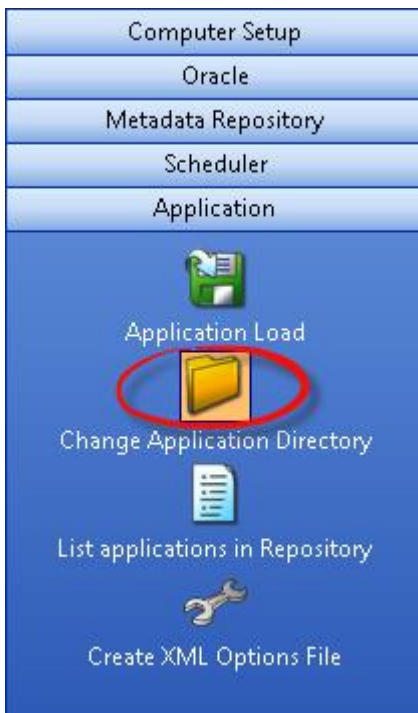 Computer Setup
Oracle
Metadata Repository
Scheduler
Application
Application Load
Change Application Directory
List applications in Repository
Create XML Options File